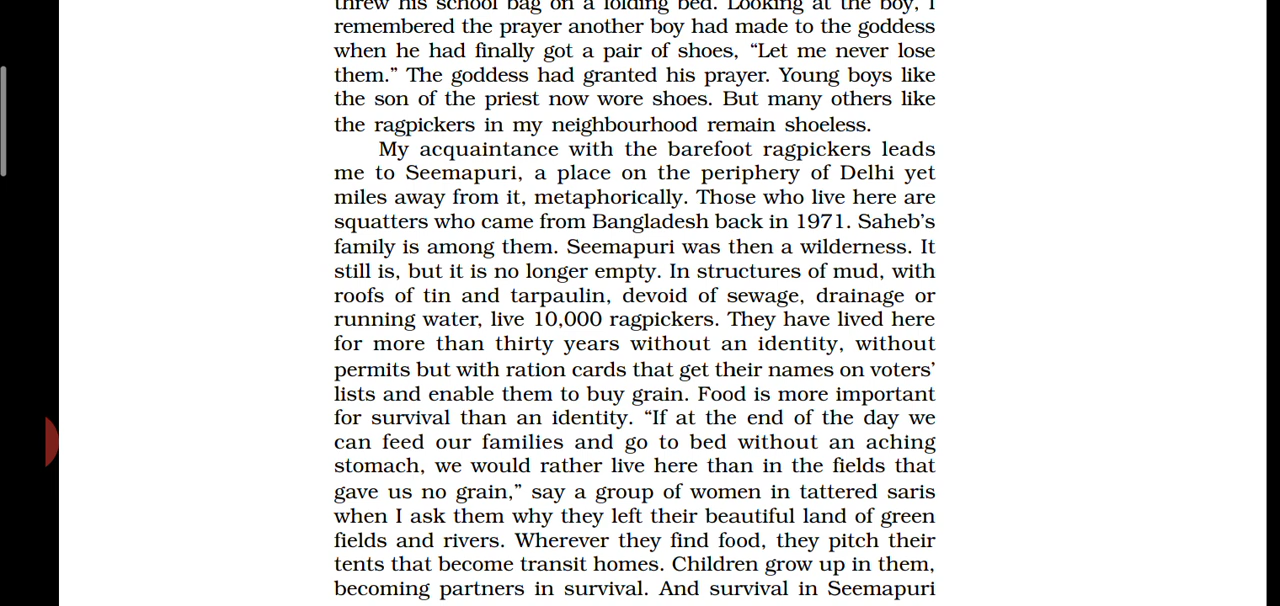 threw his school bag on a folding bed. Looking at the boy, I
remembered the prayer another boy had made to the goddess
when he had finally got a pair of shoes, “Let me never lose
them.” The goddess had granted his prayer. Young boys like
the son of the priest now wore shoes. But many others like
the ragpickers in my neighbourhood remain shoeless.
My acquaintance with the barefoot ragpickers leads
me to Seemapuri, a place on the periphery of Delhi yet
miles away from it, metaphorically. Those who live here are
squatters who came from Bangladesh back in 1971. Saheb’s
family is among them. Seemapuri was then a wilderness. It
still is, but it is no longer empty. In structures of mud, with
roofs of tin and tarpaulin, devoid of sewage, drainage or
running water, live 10,000 ragpickers. They have lived here
for more than thirty years without an identity, without
permits but with ration cards that get their names on voters’
lists and enable them to buy grain. Food is more important
for survival than an identity. “If at the end of the day we
can feed our families and go to bed without an aching
stomach, we would rather live here than in the fields that
gave us no grain,” say a group of women in tattered saris
when I ask them why they left their beautiful land of green
fields and rivers. Wherever they find food, they pitch their
tents that become transit homes. Children grow up in them,
becoming partners in survival. And survival in Seemapuri